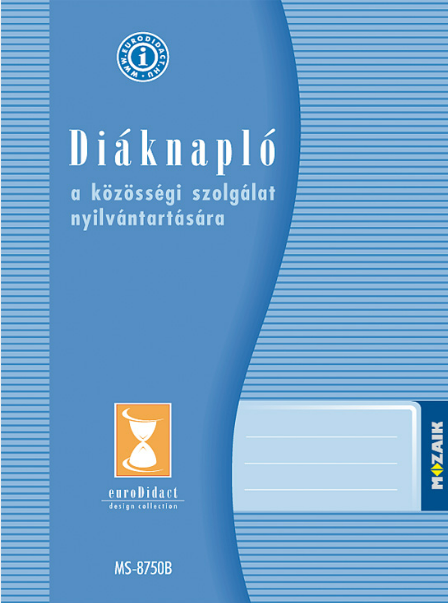 WWW.EURODIDACT.HU
i
Diáknapló
a közösségi szolgálat
nyilvántartására
MOZAIK
euroDidact
design collection
MS-8750B